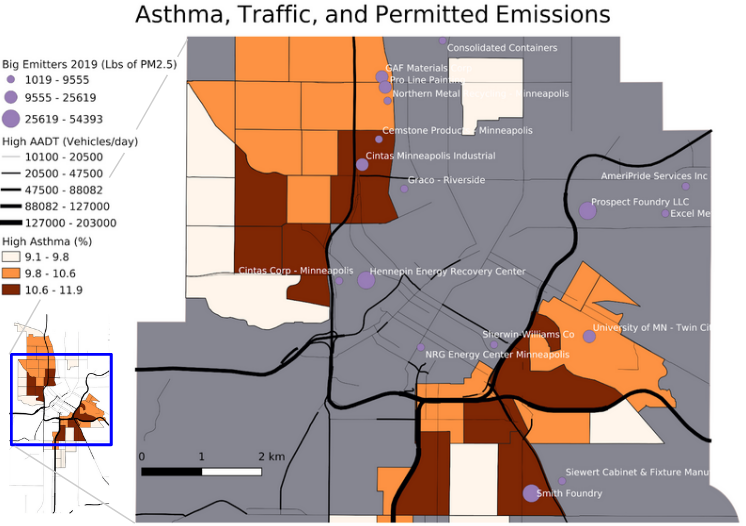 Asthma, Traffic, and Permitted Emissions
Big Emitters 2019 (Lbs of PM2.5)
1019 - 9555
9555 - 25619
25619 - 54393
High AADT (Vehicles/day)
10100 - 20500
20500 - 47500
47500 - 88082
88082 - 127000
127000 - 203000
High Asthma (%)
9.1 - 9.8
9.8 - 10.6
10.6 - 11.9
Consolidated Containers
GAF Materials
Pro Line Painting
Northern Metal
Minneapolis
Cemstone Products - Minneapolis
Cintas Minneapolis Industrial
Graco - Riverside
AmeriPride Services Inc
Prospect Foundry LLC
Excel Me
Cintas Corp - Minneapolis
Hennepin Energy Recovery Center
Sherwin-Williams Co
University of MN - Twin Cit
NRG Energy Center Minneapolis
0 1 2 km
Siewert Cabinet & Fixture Manu
Smith Foundry